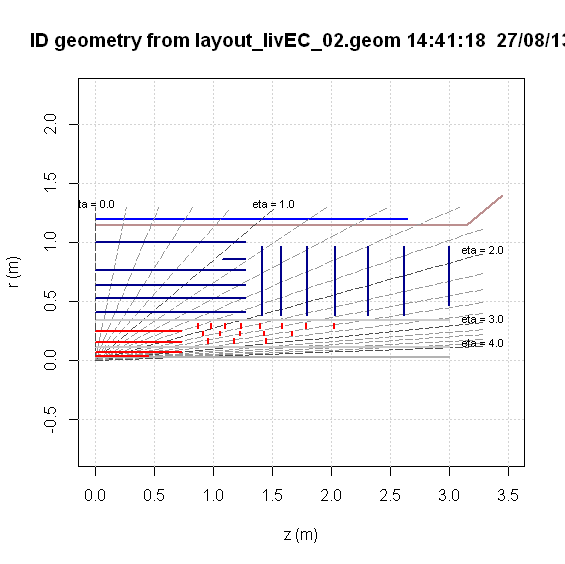 ID geometry from layout_livEC_02.geom 14:41:18 27/08/13
2.0
1.5
ta = 0.0
eta = 1.0
1.0
eta = 2.0
r (m)
0.5
eta = 3.0
eta = 4.0
0.0
-0.5
0.0 0.5 1.0 1.5 2.0 2.5 3.0 3.5
z (m)